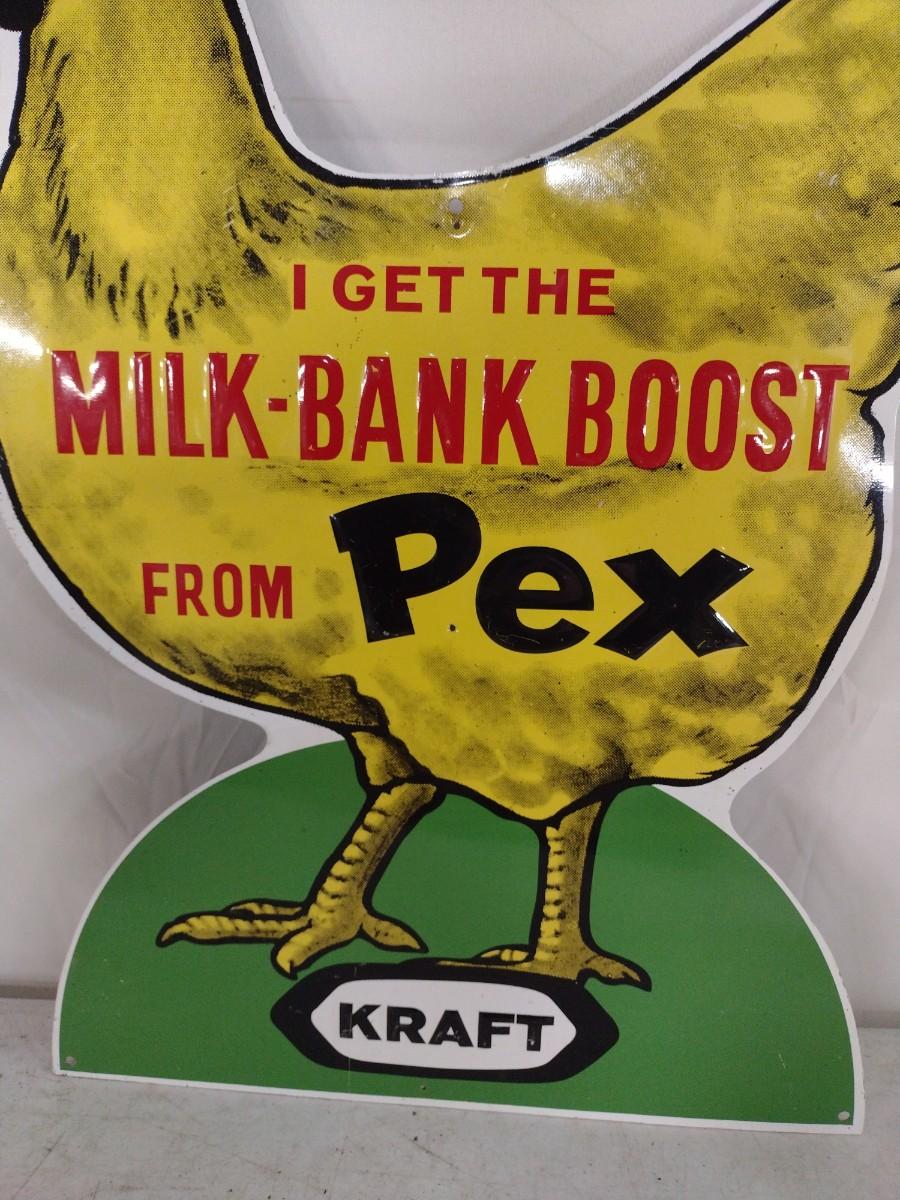 I GET THE
MILK-BANK BOOST
FROM Pex
KRAFT